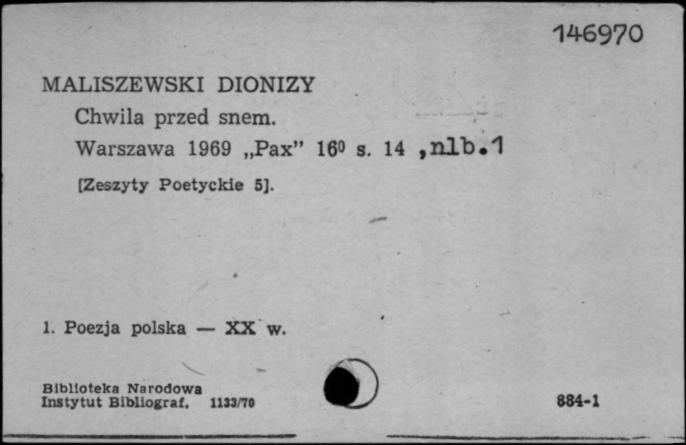 146970
MALISZEWSKI DIONIZY
Chwila przed snem.
Warszawa 1969 „Pax” 16⁰ s. 14 ,nlb.1
[Zeszyty Poetyckie 5].
1. Poezja polska — XX w.
Biblioteka Narodowa
Instytut Bibliograf. 1133/70
884-1